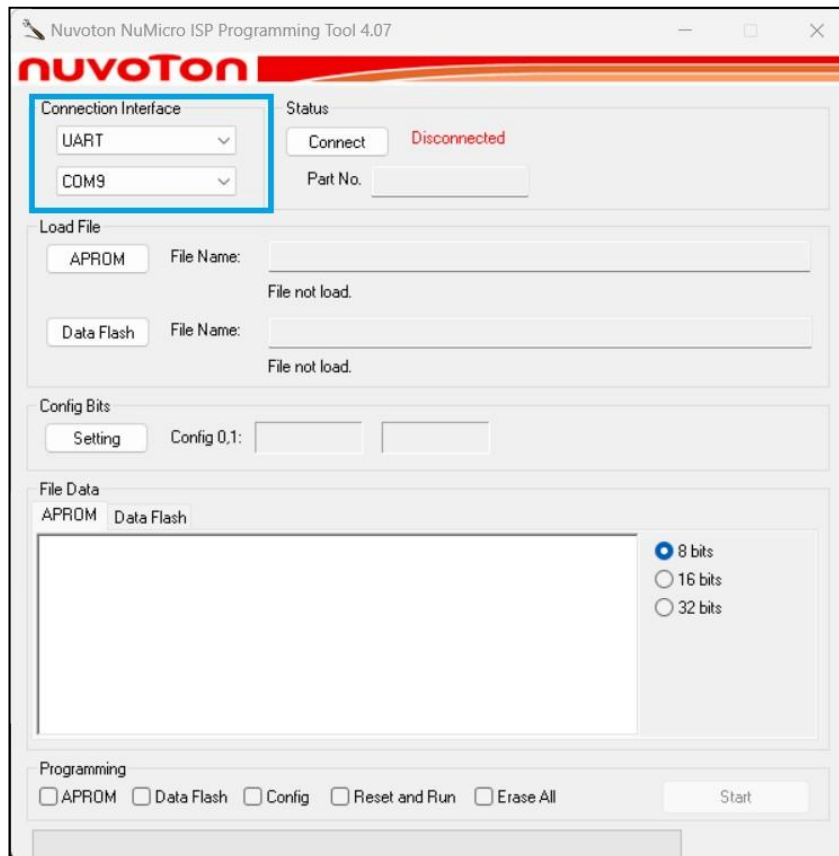 Nuvoton NuMicro ISP Programming Tool 4.07
nuvoTon
Connection Interface
UART
COM9
Status
Connect Disconnected
Part No.
Load File
APROM File Name:
File not load.
Data Flash File Name:
File not load.
Config Bits
Setting Config 0,1:
File Data
APROM Data Flash
8 bits
16 bits
32 bits
Programming
APROM Data Flash Config Reset and Run Erase All Start